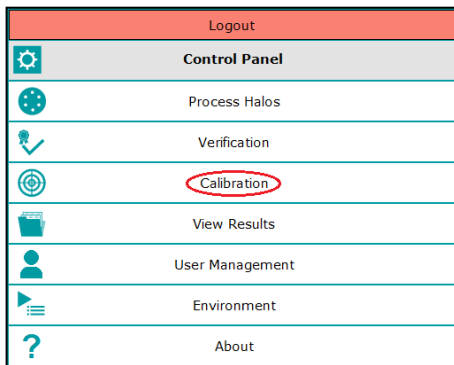 Logout
Control Panel
Process Halos
Verification
Calibration
View Results
User Management
Environment
About